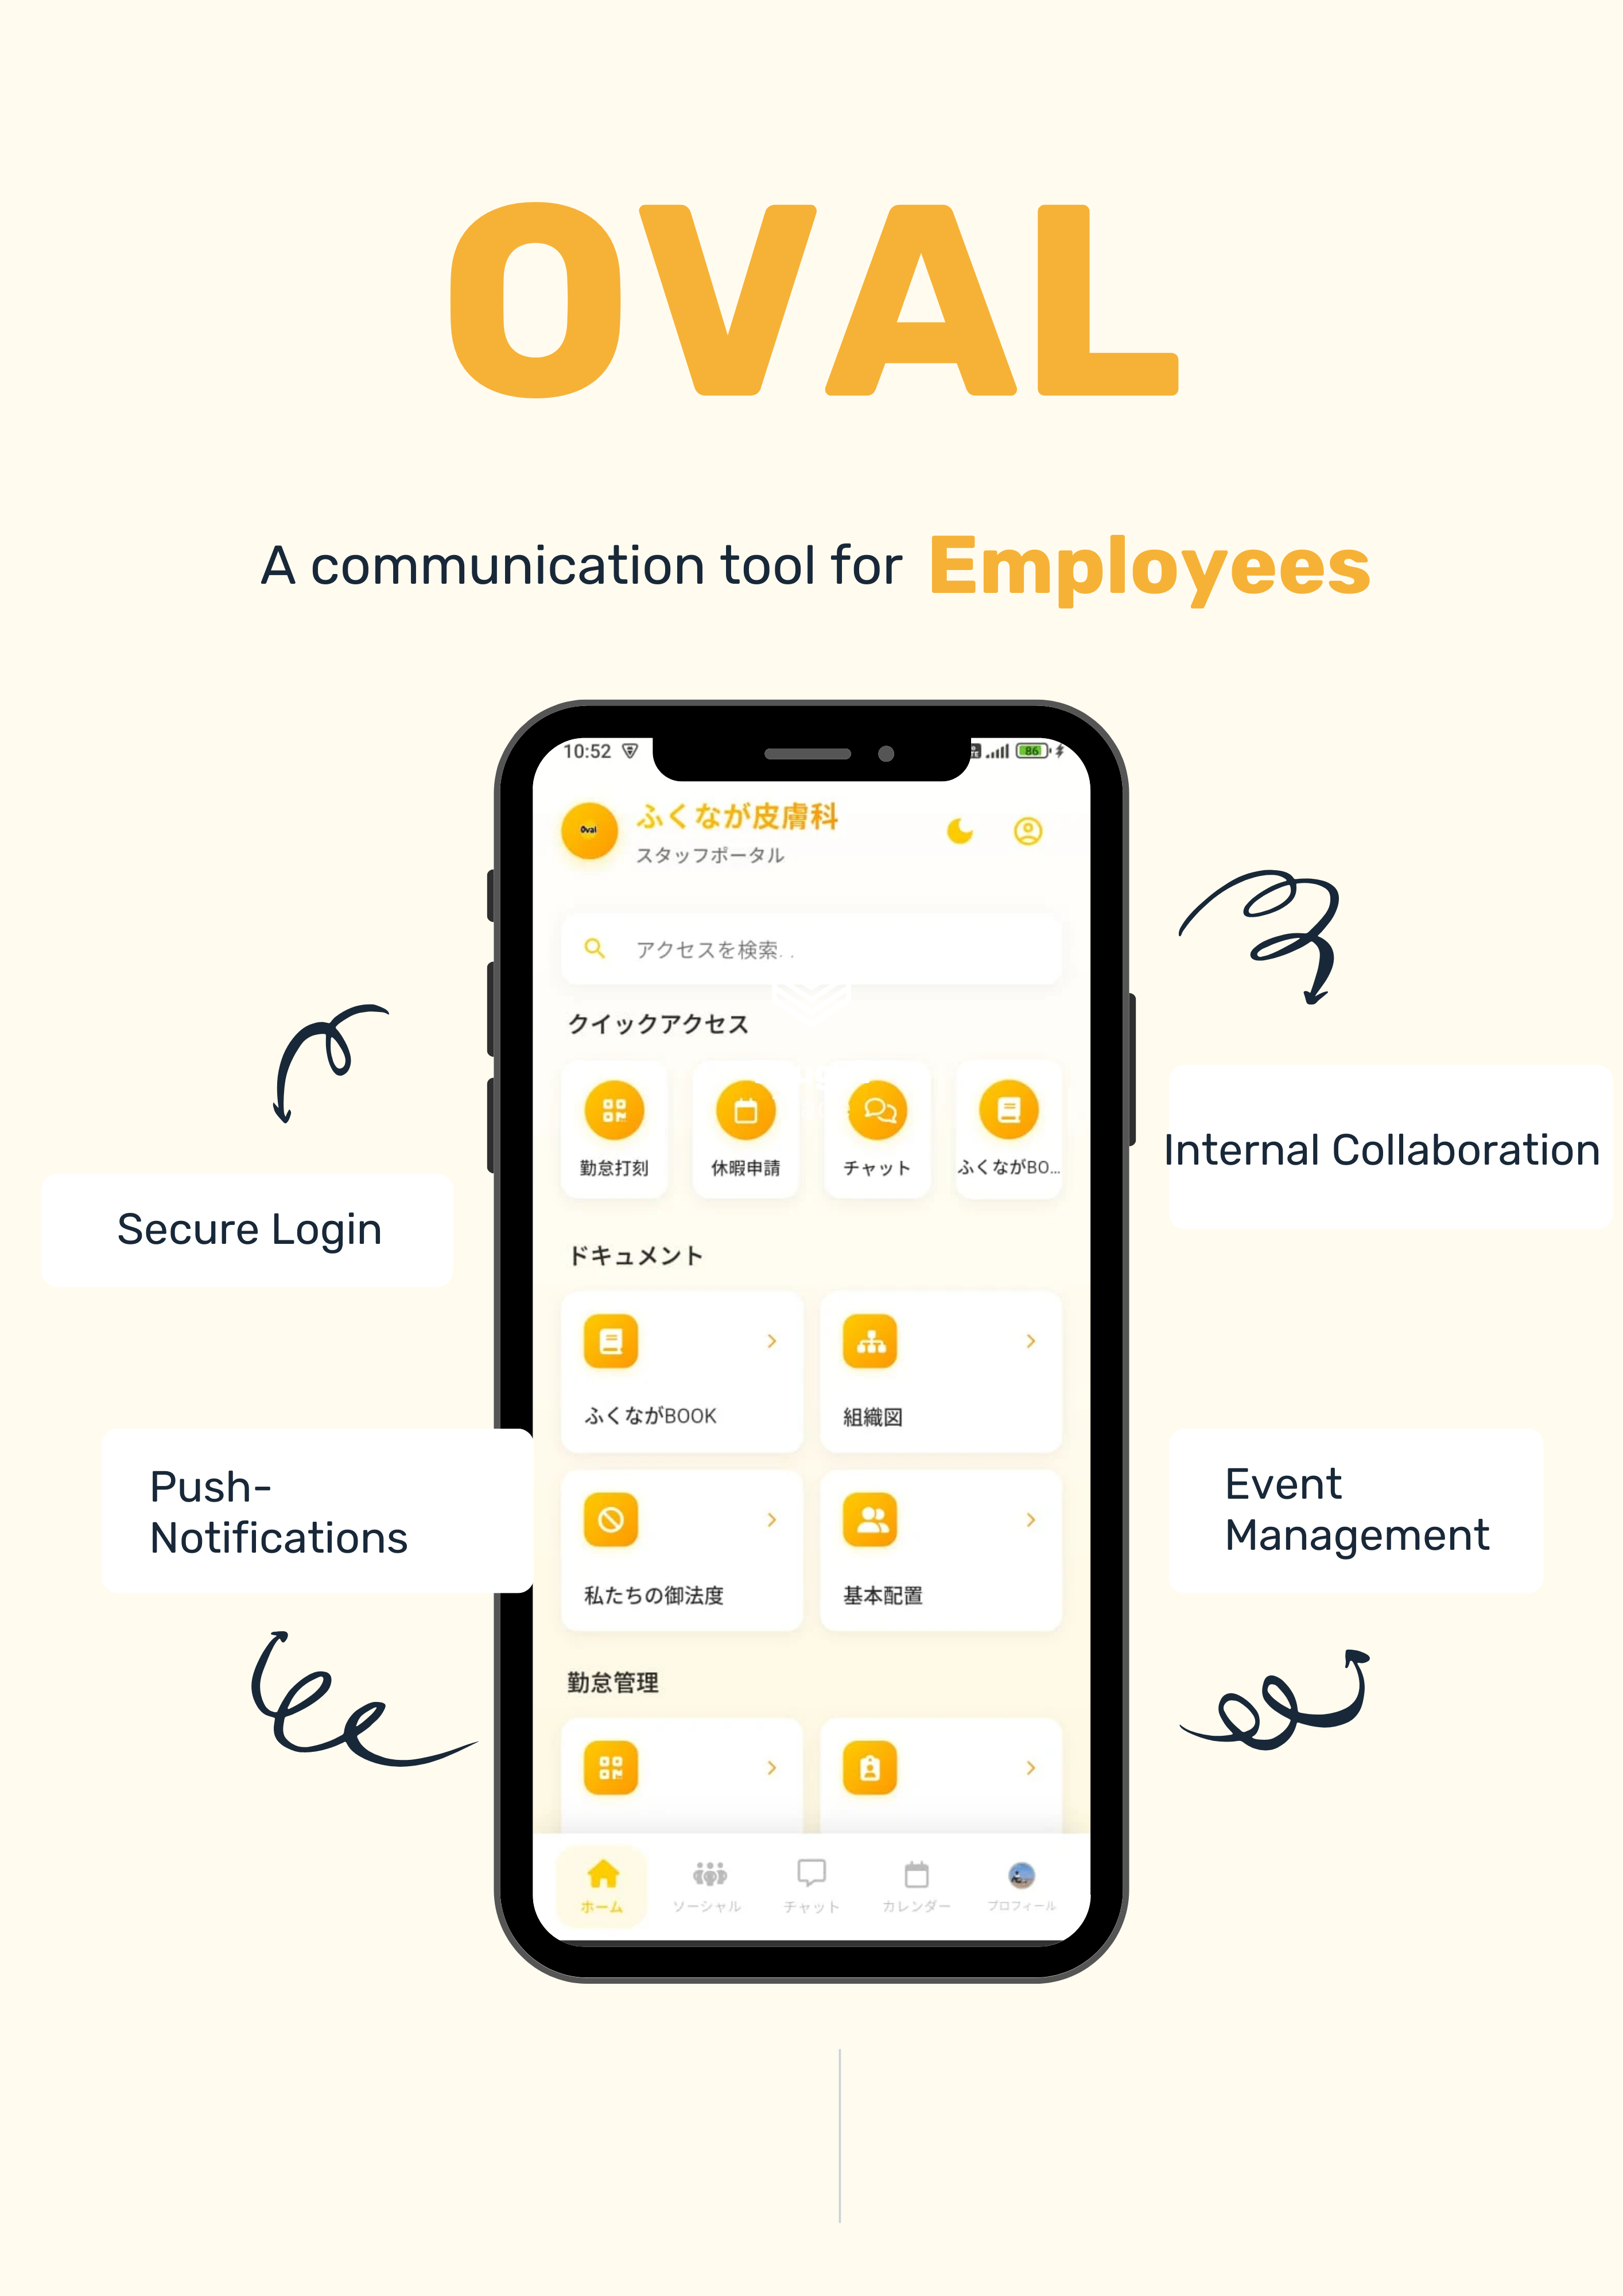 OVAL
A communication tool for Employees
10:52
86
Oval
ふくなが皮膚科
スタッフポータル
アクセスを検索. .
クイックアクセス
勤怠打刻
休暇申請
チャット
ふくながBO...
Internal Collaboration
Secure Login
ドキュメント
ふくながBOOK
組織図
Push-
Notifications
Event
Management
私たちの御法度
基本配置
勤怠管理
ホーム
ソーシャル
チャット
カレンダー
プロフィール